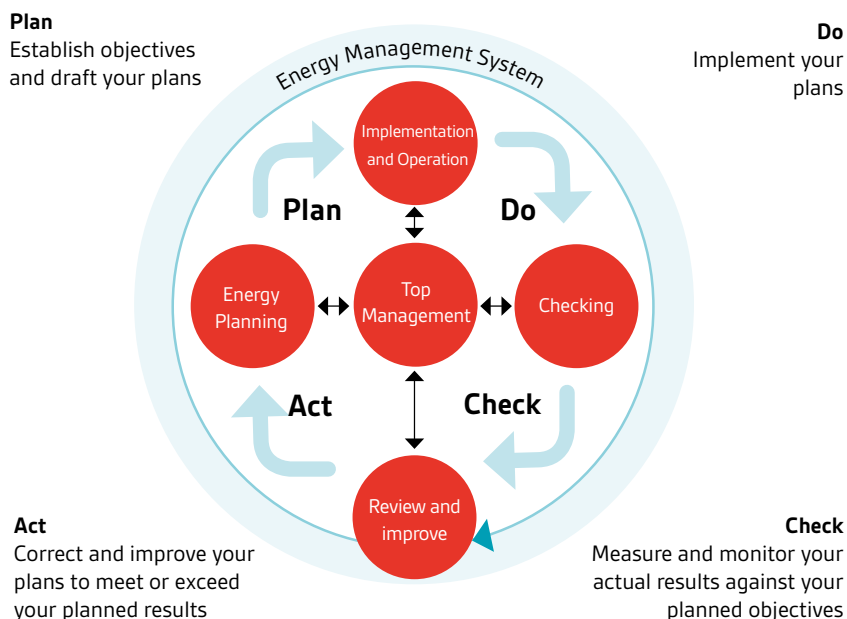 Plan
Establish objectives
and draft your plans
Do
Implement your
plans
Energy Management System
Implementation
and Operation
Plan
Do
Energy
Planning
Top
Management
Checking
Act
Check
Review and
improve
Act
Correct and improve your
plans to meet or exceed
your planned results
Check
Measure and monitor your
actual results against your
planned objectives